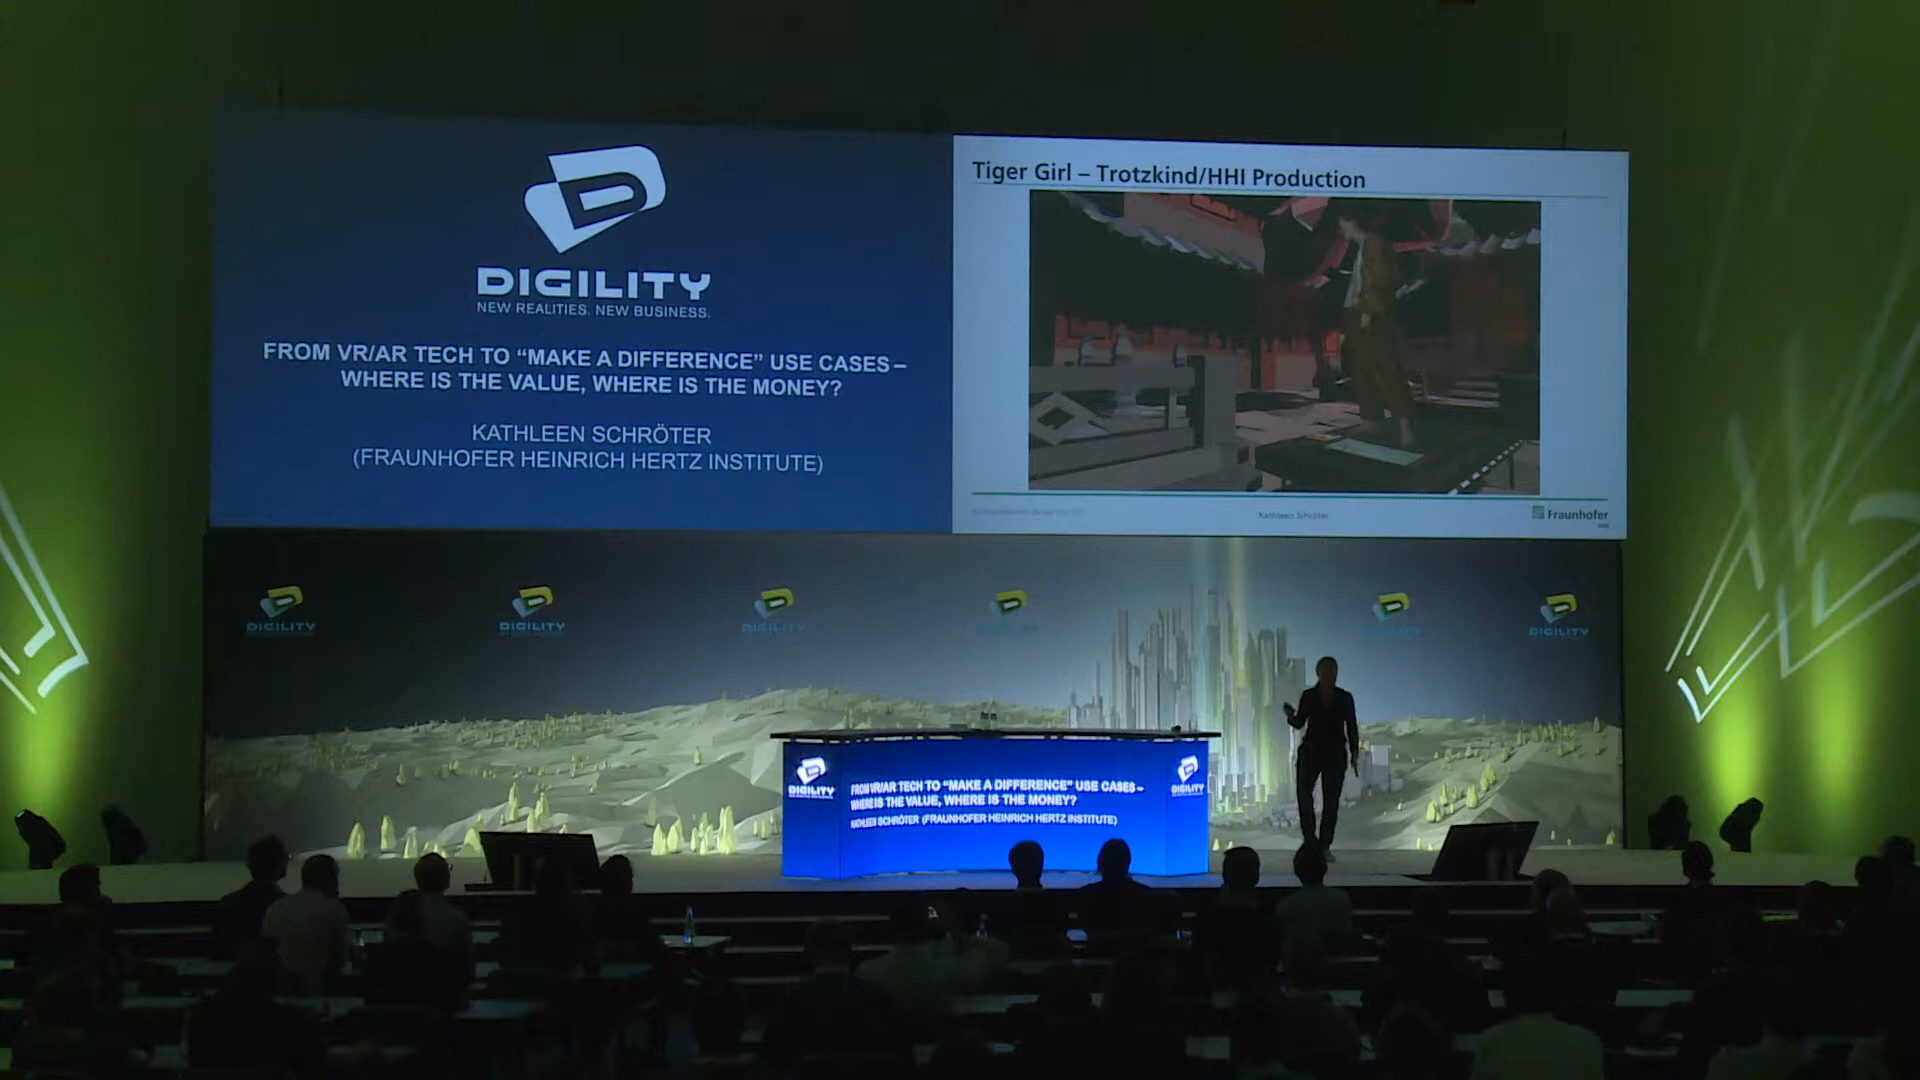 DIGILITY
NEW REALITIES. NEW BUSINESS.
FROM VR/AR TECH TO “MAKE A DIFFERENCE” USE CASES –
WHERE IS THE VALUE, WHERE IS THE MONEY?
KATHLEEN SCHRÖTER
(FRAUNHOFER HEINRICH HERTZ INSTITUTE)
Tiger Girl – Trotzkind/HHI Production
Kathleen Schröter
Fraunhofer
DIGILITY
DIGILITY
DIGILITY
DIGILITY
DIGILITY
FROM VR/AR TECH TO “MAKE A DIFFERENCE” USE CASES –
WHERE IS THE VALUE, WHERE IS THE MONEY?
KATHLEEN SCHRÖTER (FRAUNHOFER HEINRICH HERTZ INSTITUTE)
DIGILITY